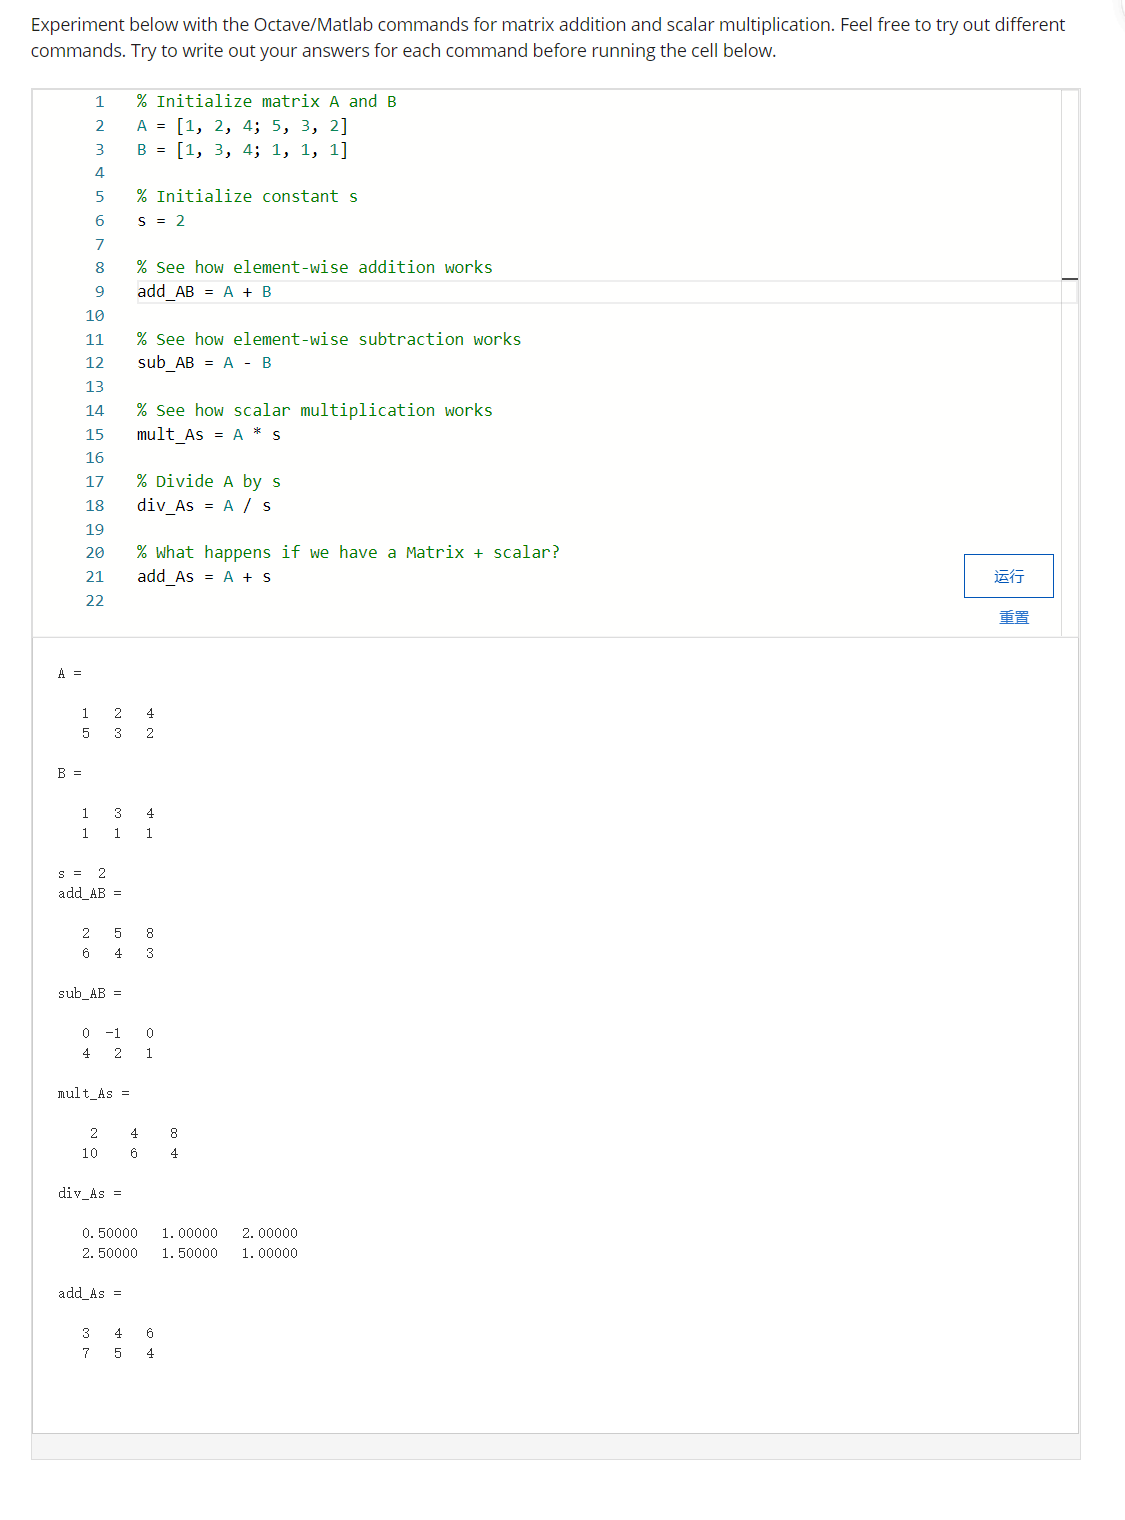 Experiment below with the Octave/Matlab commands for matrix addition and scalar multiplication. Feel free to try out different
commands. Try to write out your answers for each command before running the cell below.
1 % Initialize matrix A and B
2 A = [1, 2, 4; 5, 3, 2]
3 B = [1, 3, 4; 1, 1, 1]
4
5 % Initialize constant s
6 s = 2
7
8 % See how element-wise addition works
9 add_AB = A + B
10
11 % See how element-wise subtraction works
12 sub_AB = A - B
13
14 % See how scalar multiplication works
15 mult_As = A * s
16
17 % Divide A by s
18 div_As = A / s
19
20 % What happens if we have a Matrix + scalar?
21 add_As = A + s
22
运行
重置
A =
1 2 4
5 3 2
B =
1 3 4
1 1 1
s = 2
add_AB =
2 5 8
6 4 3
sub_AB =
0 -1 0
4 2 1
mult_As =
2 4 8
10 6 4
div_As =
0.50000 1.00000 2.00000
2.50000 1.50000 1.00000
add_As =
3 4 6
7 5 4